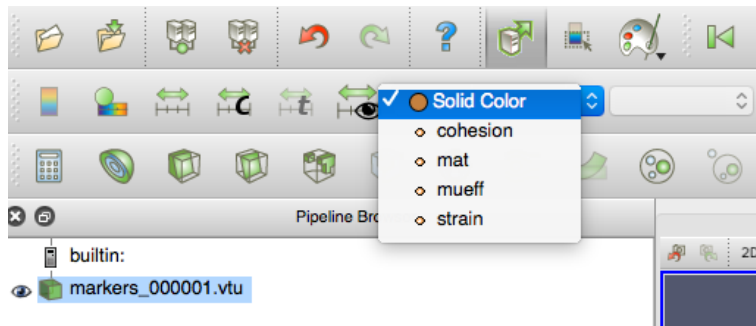 Solid Color
cohesion
mat
mueff
strain
Pipeline Bro
builtin:
markers_000001.vtu
2D